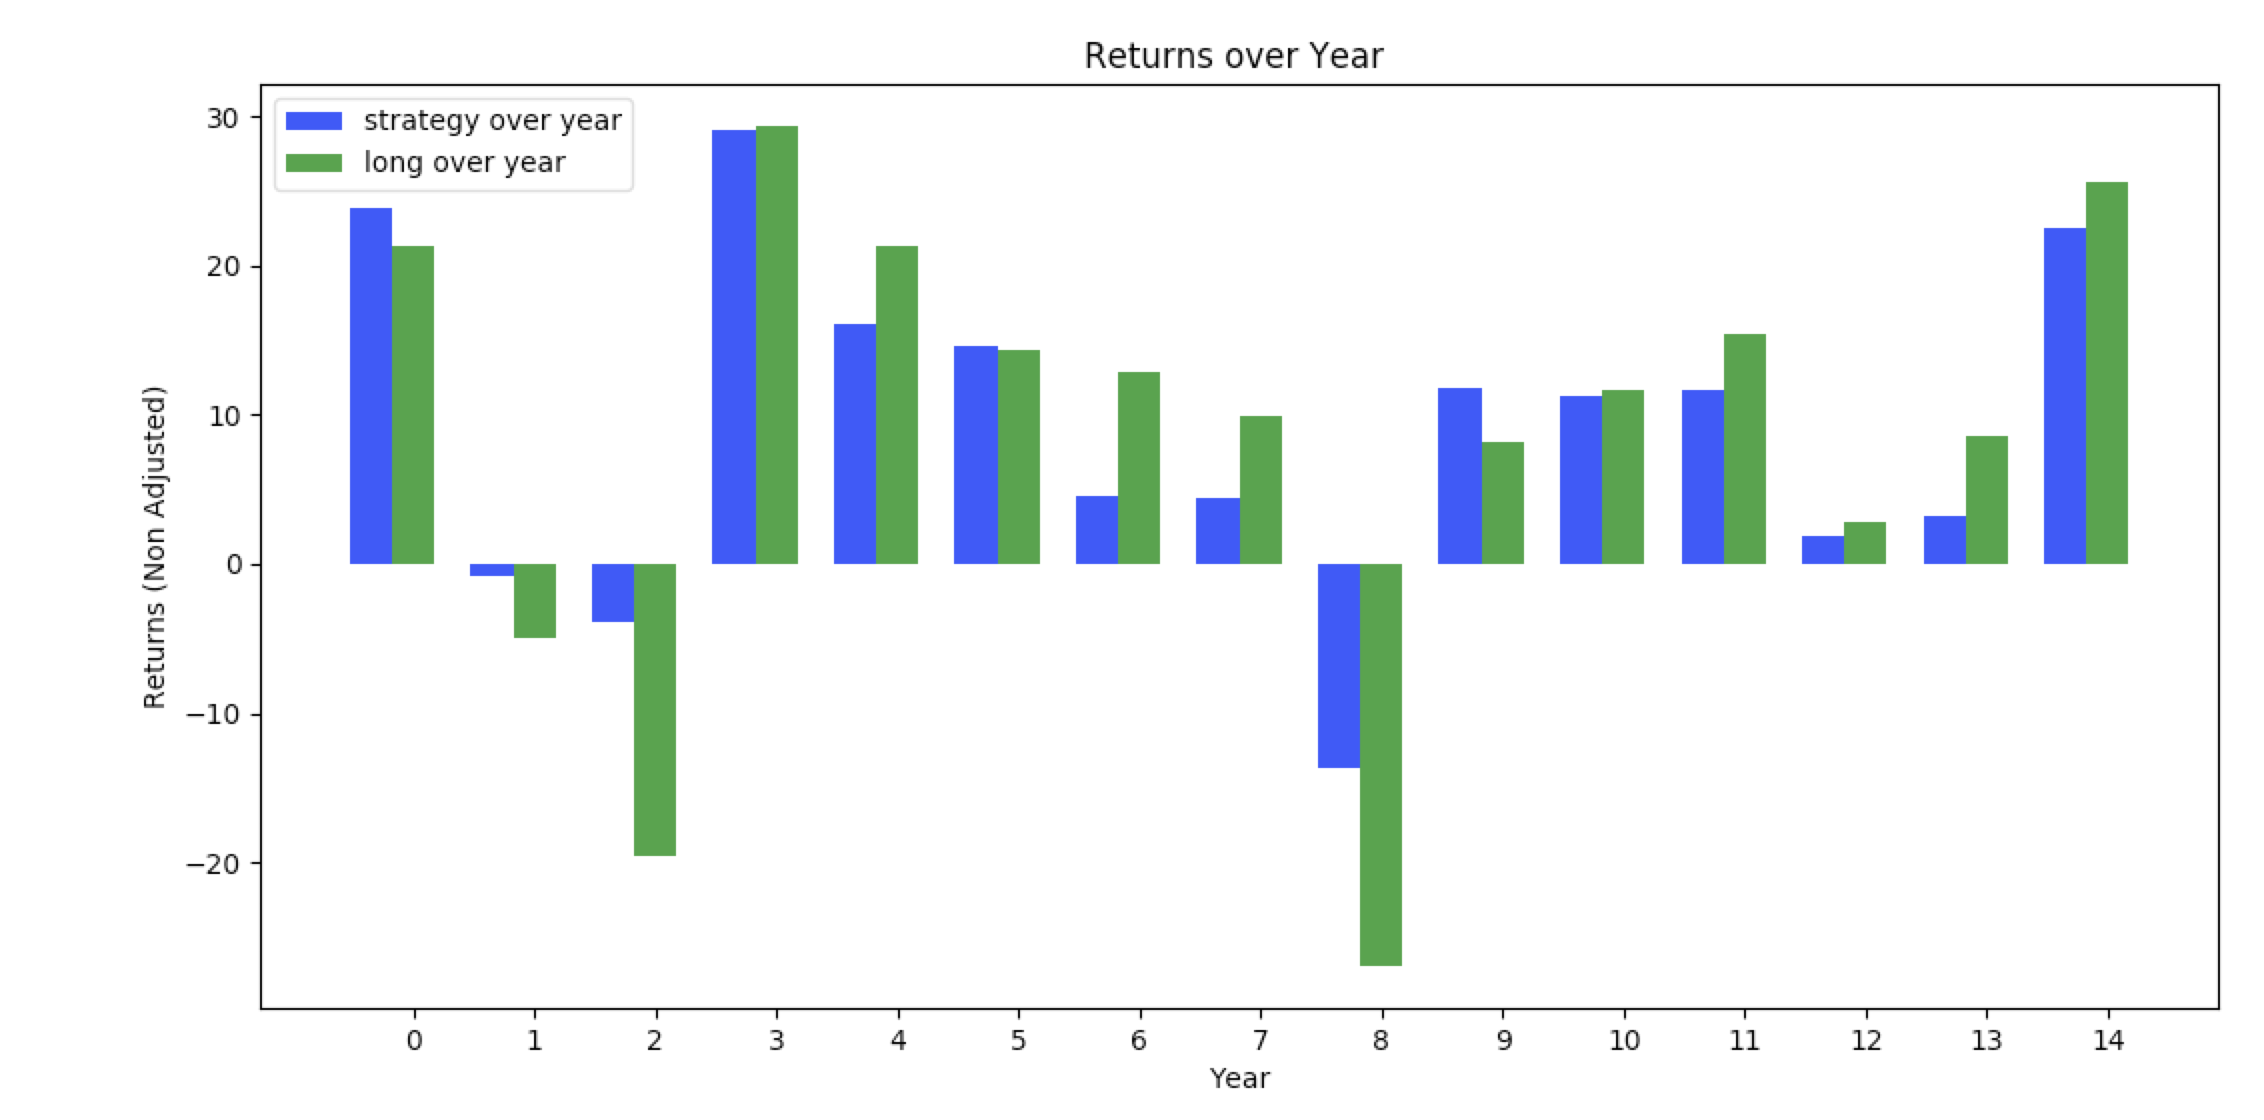 Returns over Year
strategy over year
long over year
30
20
10
0
−10
−20
Returns (Non Adjusted)
0 1 2 3 4 5 6 7 8 9 10 11 12 13 14
Year